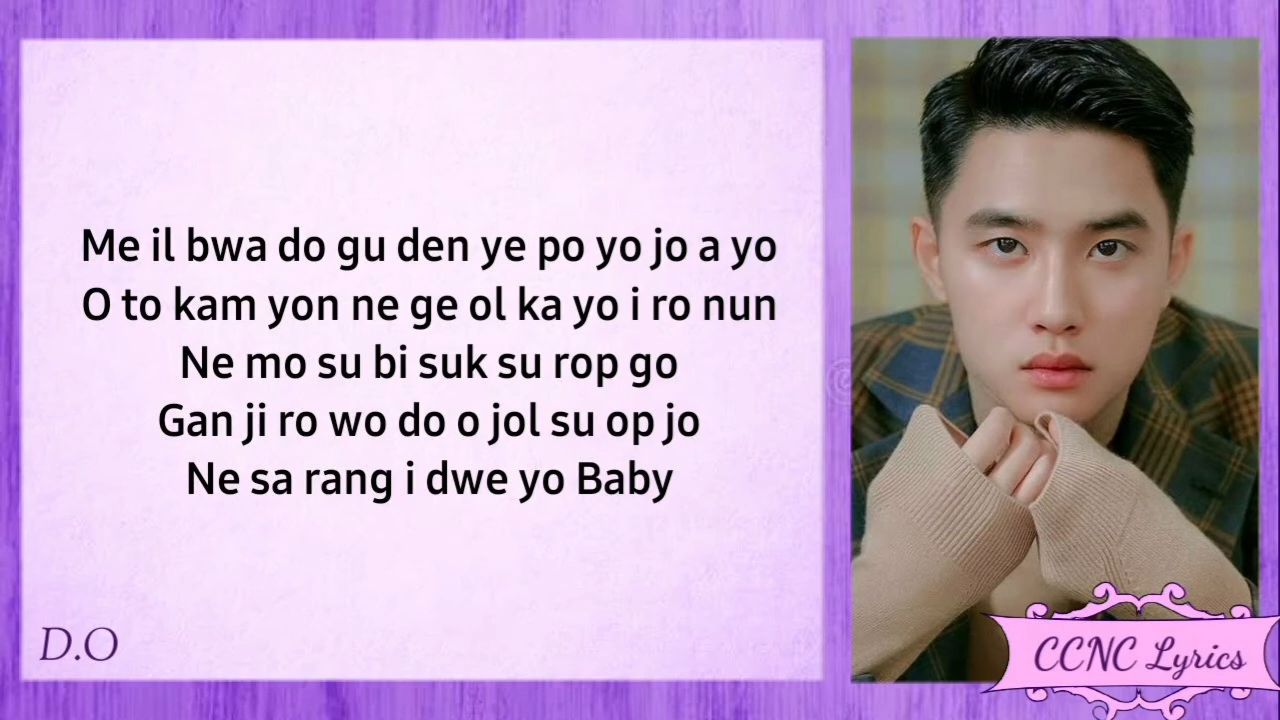 Me il bwa do gu den ye po yo jo a yo
O to kam yon ne ge ol ka yo i ro nun
Ne mo su bi suk su rop go
Gan ji ro wo do o jol su op jo
Ne sa rang i dwe yo Baby
D.O
CCNC Lyrics